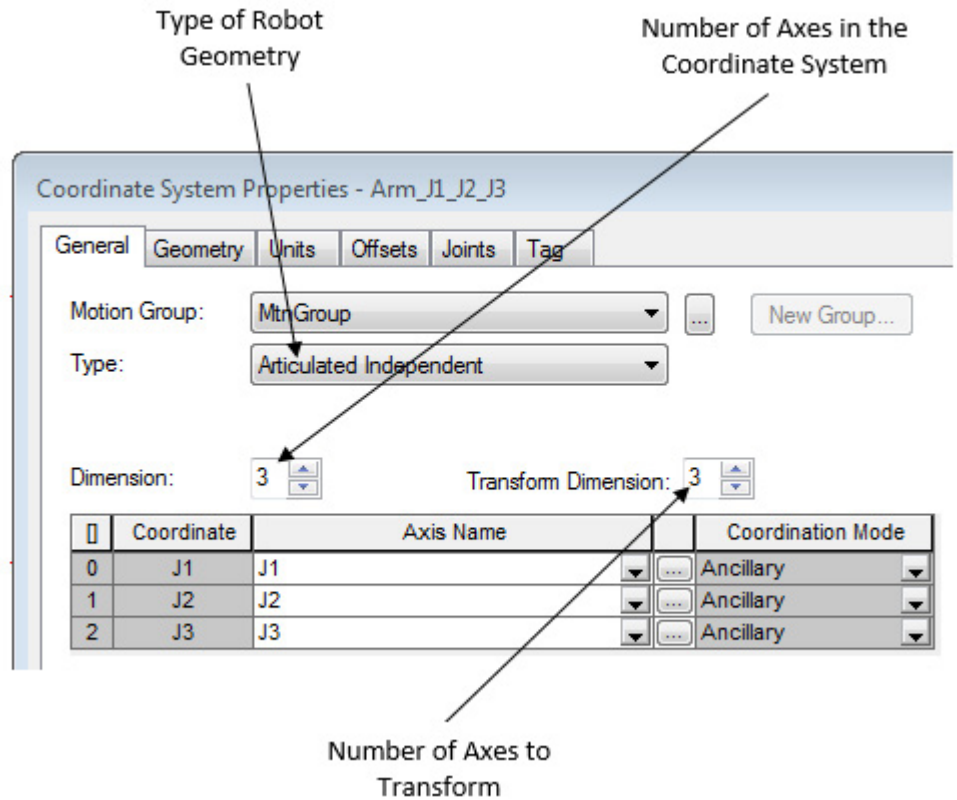 Type of Robot
Geometry
Number of Axes in the
Coordinate System
Coordinate System Properties - Arm_J1_J2_J3
General Geometry Units Offsets Joints Tag
Motion Group: MtnGroup ... New Group...
Type: Articulated Independent
Dimension: 3 Transform Dimension: 3
[] Coordinate Axis Name Coordination Mode
0 J1 J1 ... Ancillary
1 J2 J2 ... Ancillary
2 J3 J3 ... Ancillary
Number of Axes to
Transform